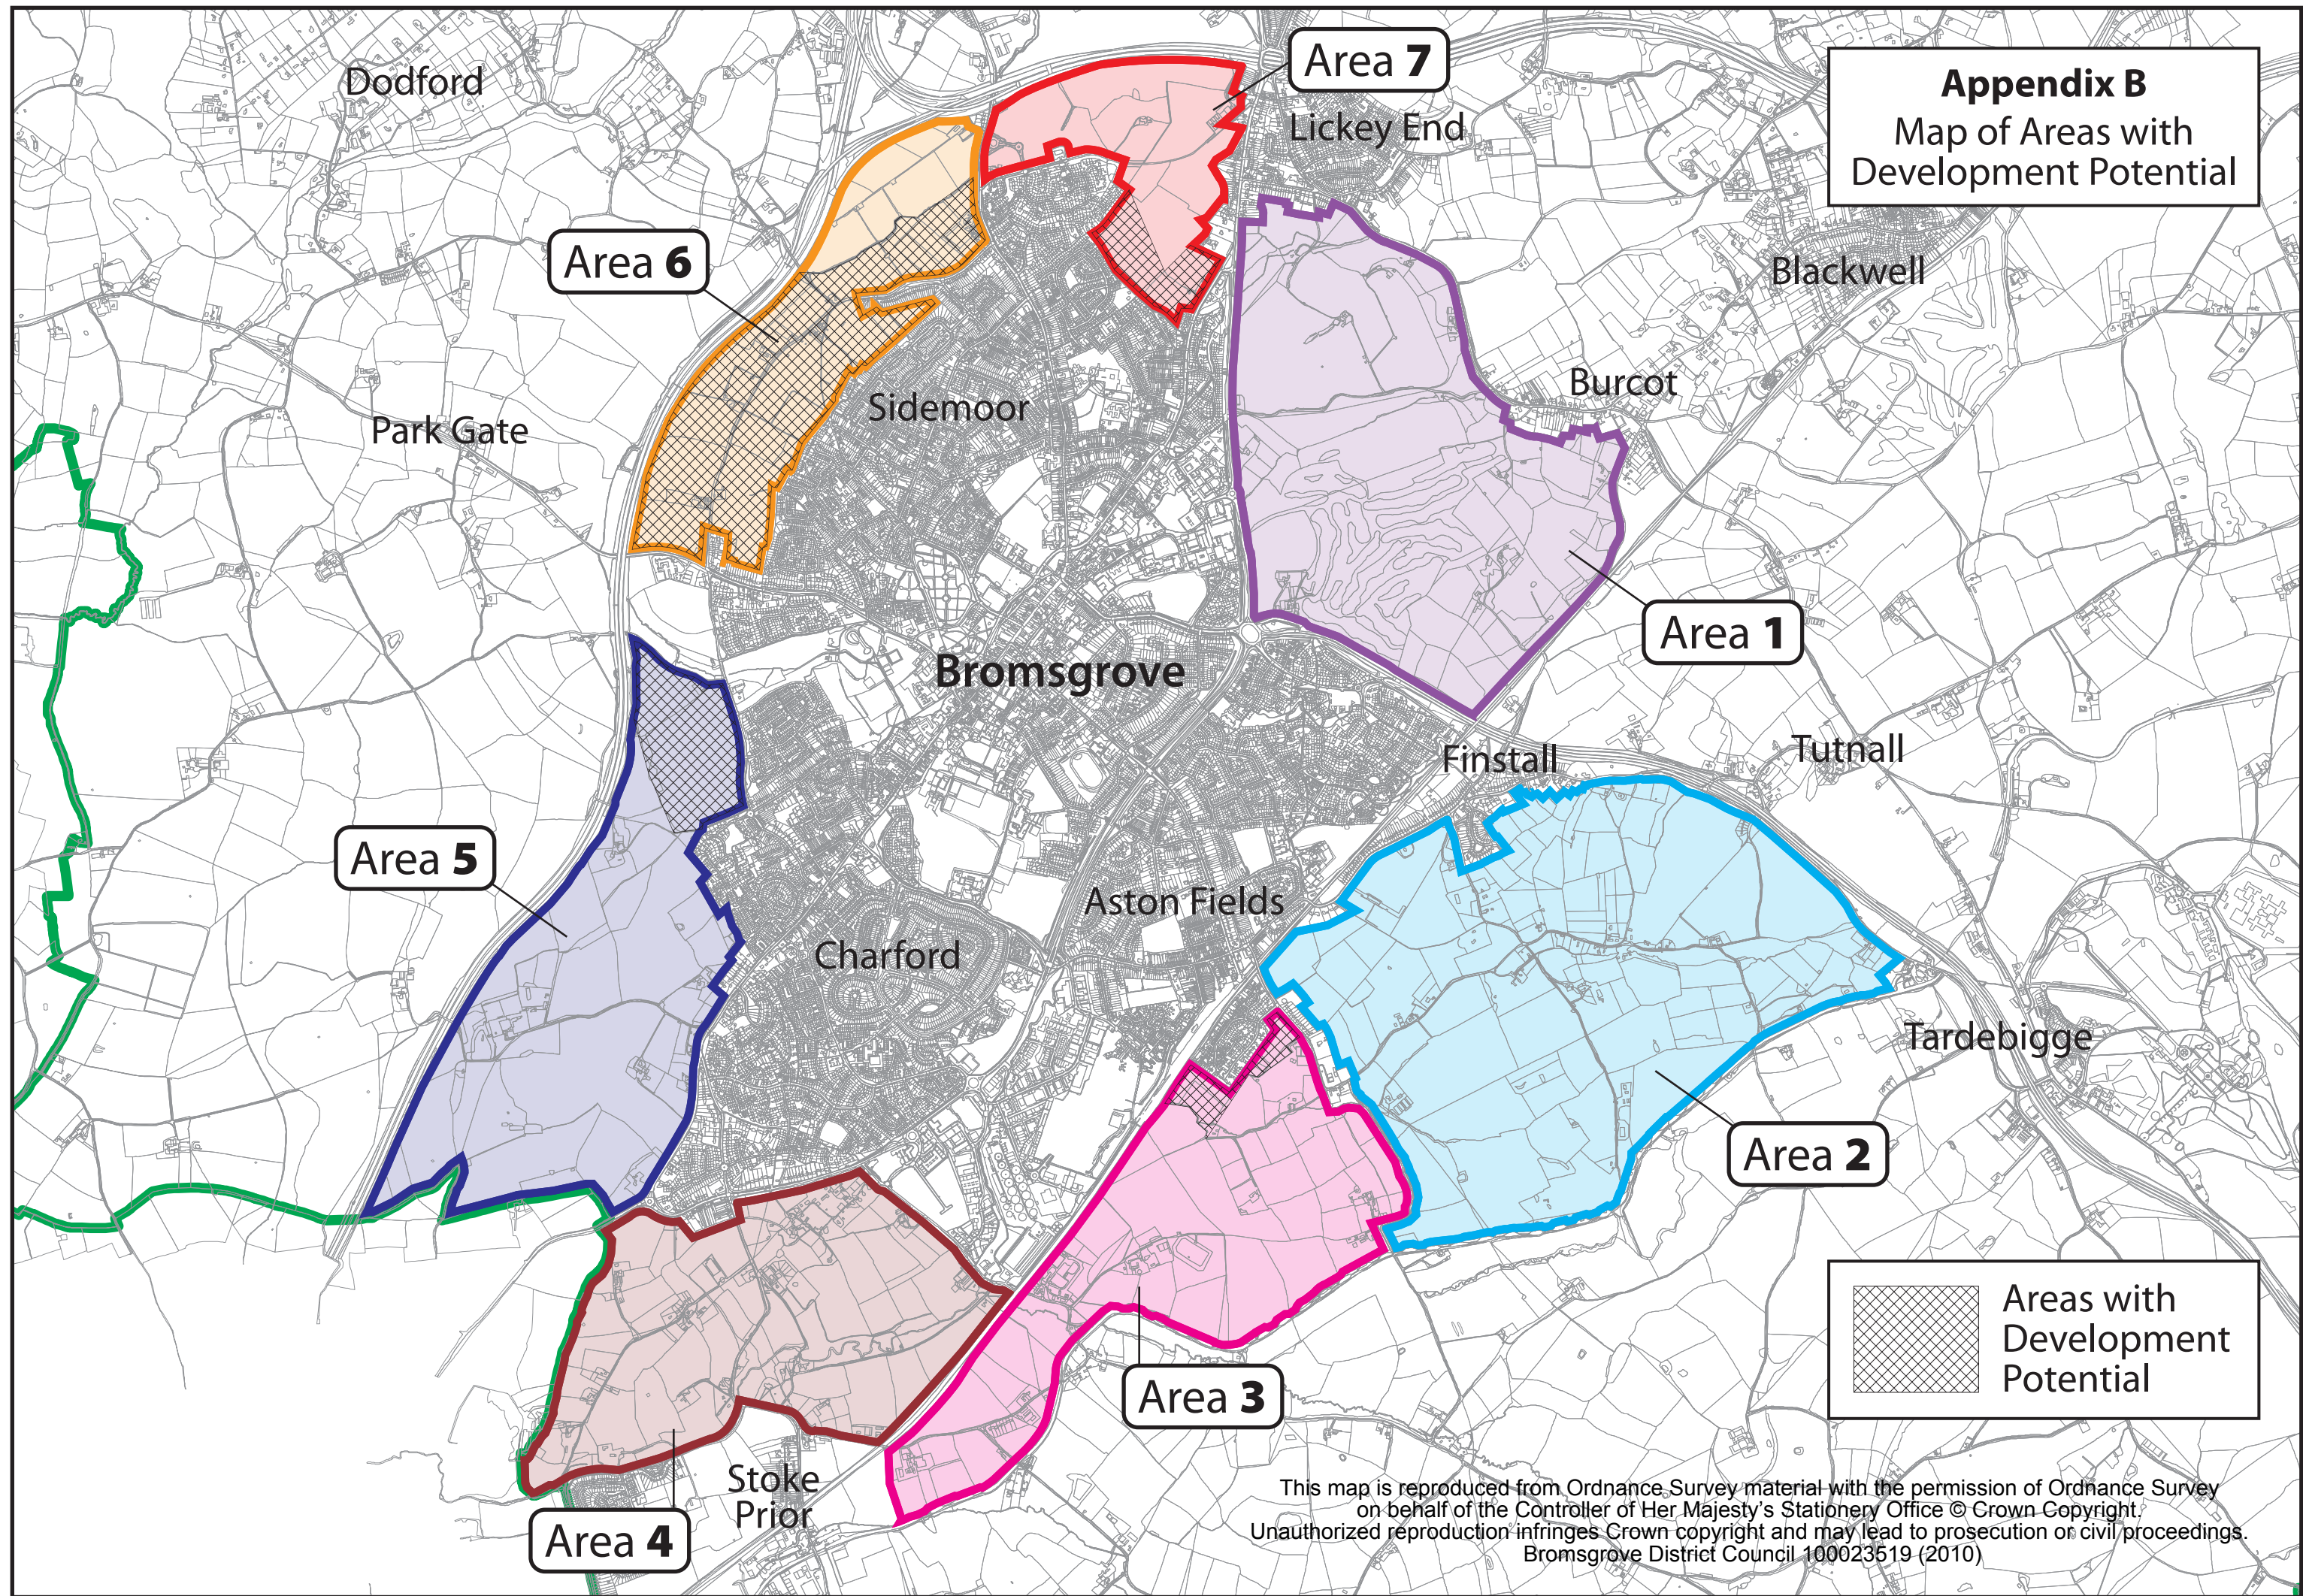 Dodford
Area 7
Lickey End
Appendix B
Map of Areas with
Development Potential
Area 6
Blackwell
Burcot
Sidemoor
Park Gate
Area 1
Bromsgrove
Finstall
Tutnall
Area 5
Aston Fields
Charford
Tardebigge
Area 2
Areas with
Development
Potential
Area 3
Stoke
Prior
Area 4
This map is reproduced from Ordnance Survey material with the permission of Ordnance Survey
on behalf of the Controller of Her Majesty's Stationery Office © Crown Copyright.
Unauthorized reproduction infringes Crown copyright and may lead to prosecution or civil proceedings.
Bromsgrove District Council 100023519 (2010)